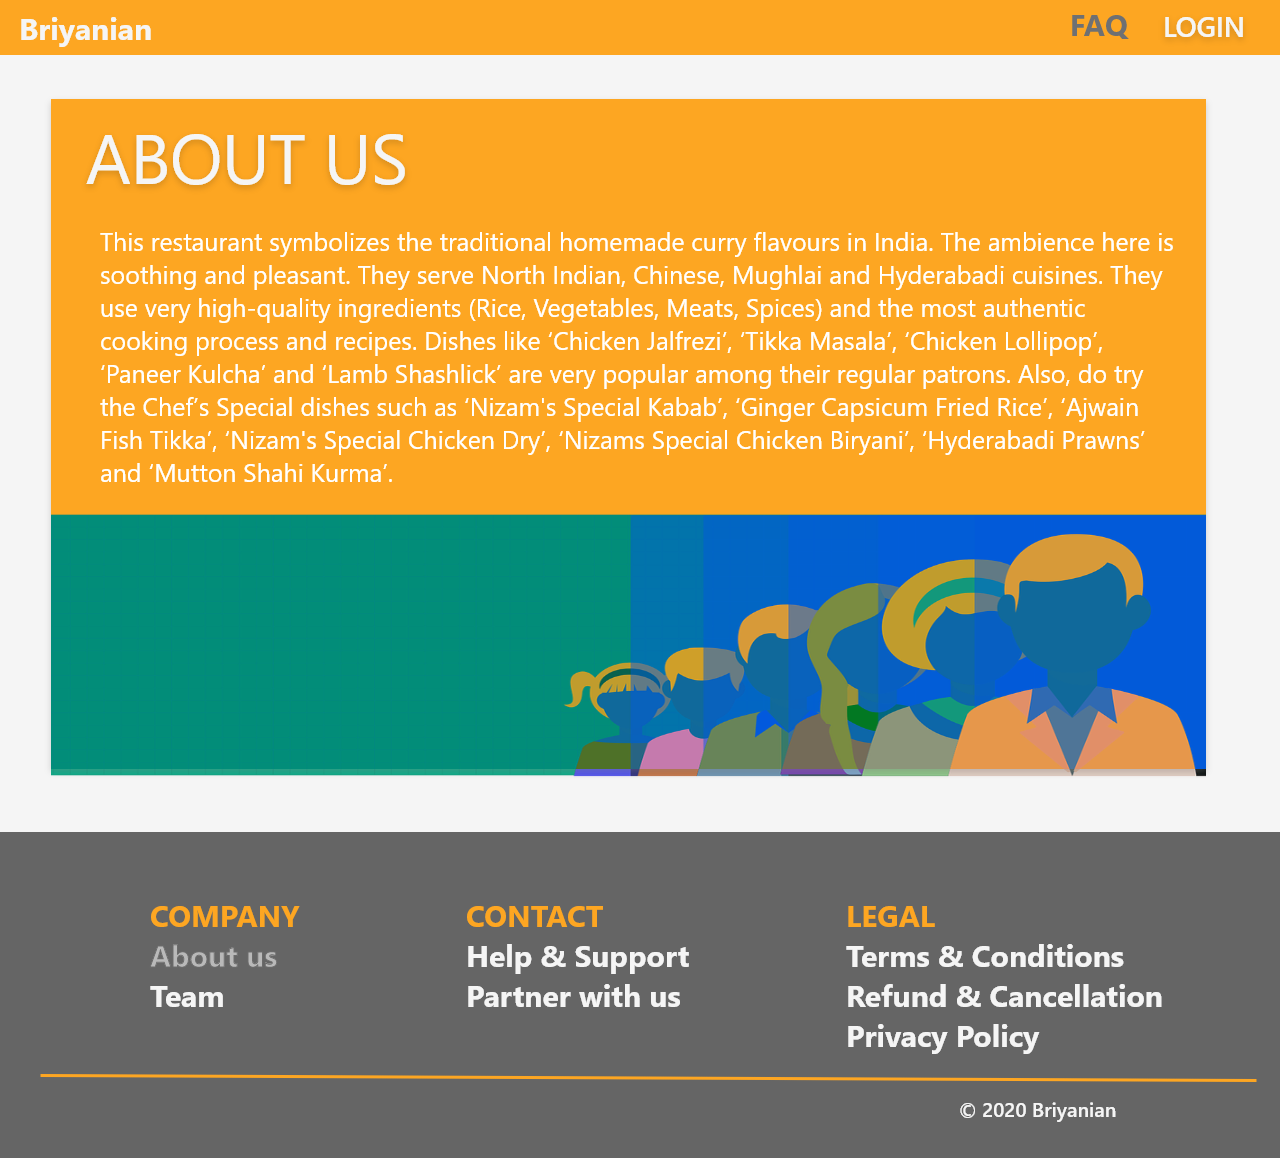 Briyanian
FAQ
LOGIN
ABOUT US
This restaurant symbolizes the traditional homemade curry flavours in India. The ambience here is
soothing and pleasant. They serve North Indian, Chinese, Mughlai and Hyderabadi cuisines. They
use very high-quality ingredients (Rice, Vegetables, Meats, Spices) and the most authentic
cooking process and recipes. Dishes like ‘Chicken Jalfrezi’, ‘Tikka Masala’, ‘Chicken Lollipop’,
‘Paneer Kulcha’ and ‘Lamb Shashlick’ are very popular among their regular patrons. Also, do try
the Chef’s Special dishes such as ‘Nizam's Special Kabab’, ‘Ginger Capsicum Fried Rice’, ‘Ajwain
Fish Tikka’, ‘Nizam's Special Chicken Dry’, ‘Nizams Special Chicken Biryani’, ‘Hyderabadi Prawns’
and ‘Mutton Shahi Kurma’.
COMPANY
About us
Team
CONTACT
Help & Support
Partner with us
LEGAL
Terms & Conditions
Refund & Cancellation
Privacy Policy
© 2020 Briyanian